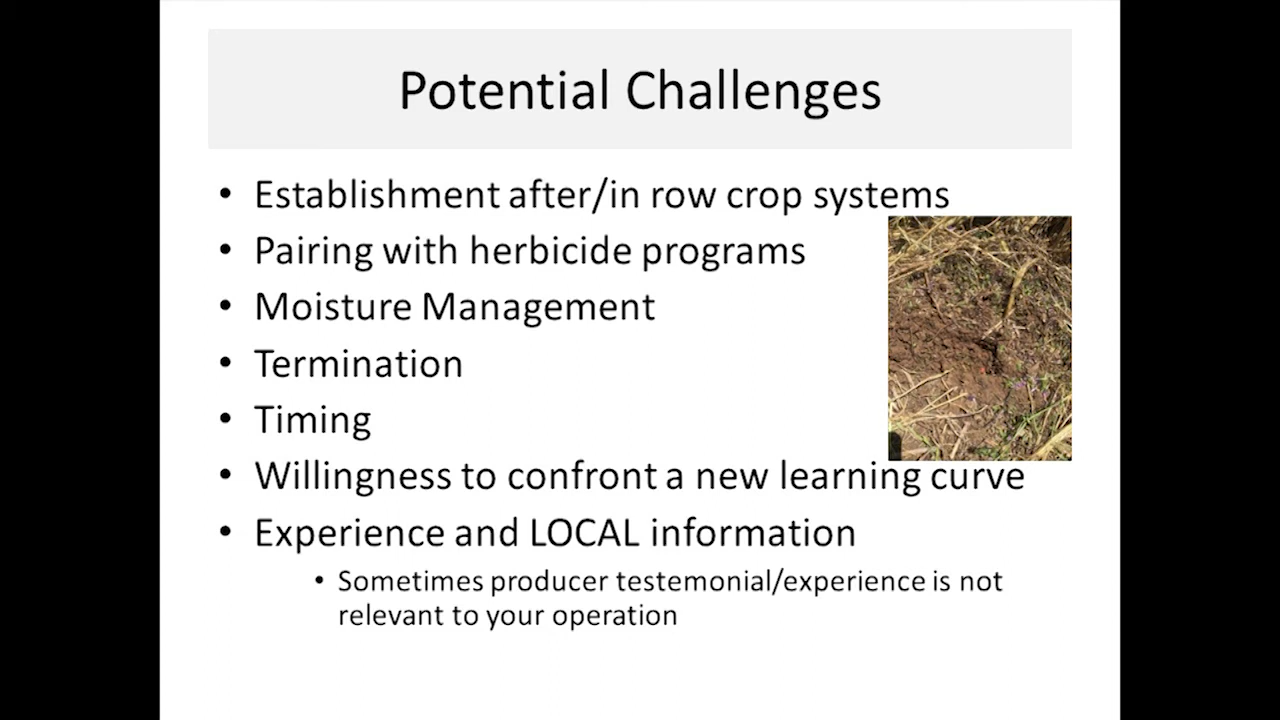 Potential Challenges
• Establishment after/in row crop systems
• Pairing with herbicide programs
• Moisture Management
• Termination
• Timing
• Willingness to confront a new learning curve
• Experience and LOCAL information
• Sometimes producer testemonial/experience is not
relevant to your operation